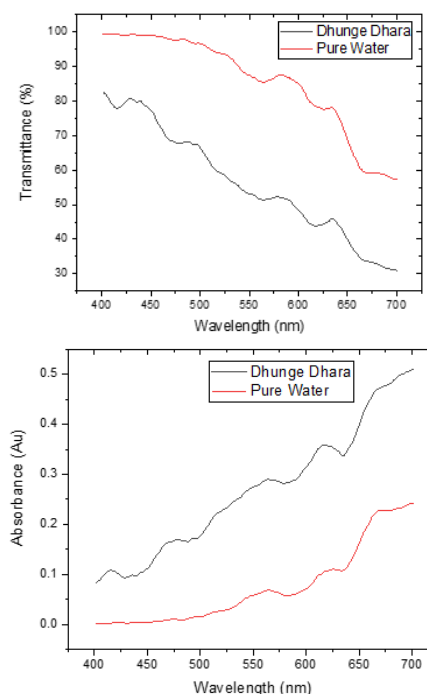 Dhunge Dhara
Pure Water
100
90
80
70
60
50
40
30
Transmittance (%)
400 450 500 550 600 650 700
Wavelength (nm)
Dhunge Dhara
Pure Water
0.5
0.4
0.3
0.2
0.1
0.0
Absorbance (Au)
400 450 500 550 600 650 700
Wavelength (nm)